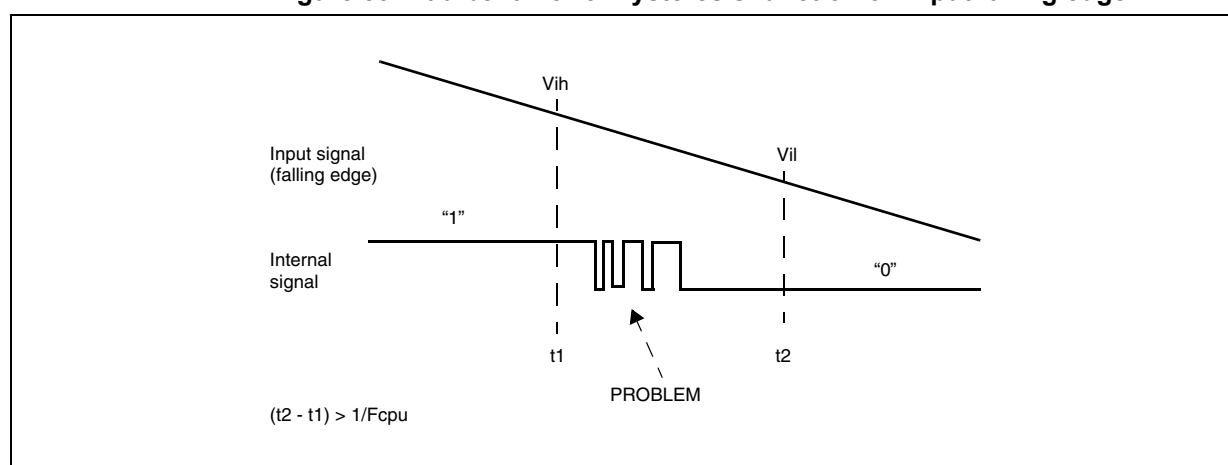 Vih
Vil
Input signal
(falling edge)
“1”
Internal
signal
“0”
t1
t2
PROBLEM
(t2 - t1) > 1/Fcpu